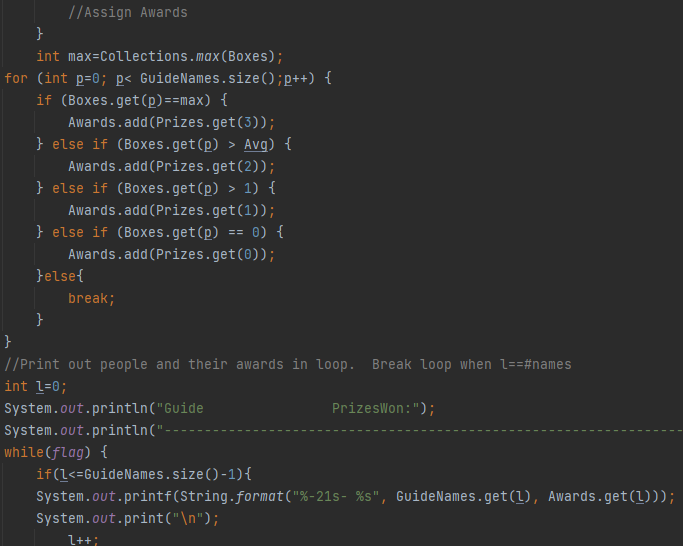 //Assign Awards
}
int max=Collections.max(Boxes);
for (int p=0; p< GuideNames.size();p++) {
if (Boxes.get(p)==max) {
Awards.add(Prizes.get(3));
} else if (Boxes.get(p) > Avg) {
Awards.add(Prizes.get(2));
} else if (Boxes.get(p) > 1) {
Awards.add(Prizes.get(1));
} else if (Boxes.get(p) == 0) {
Awards.add(Prizes.get(0));
}else{
break;
}
}
//Print out people and their awards in loop.  Break loop when l==#names
int l=0;
System.out.println("Guide                PrizesWon:");
System.out.println("-----------------------------------------------------------------
while(flag) {
if(l<=GuideNames.size()-1){
System.out.printf(String.format("%-21s- %s", GuideNames.get(l), Awards.get(l)));
System.out.print("\n");
l++;